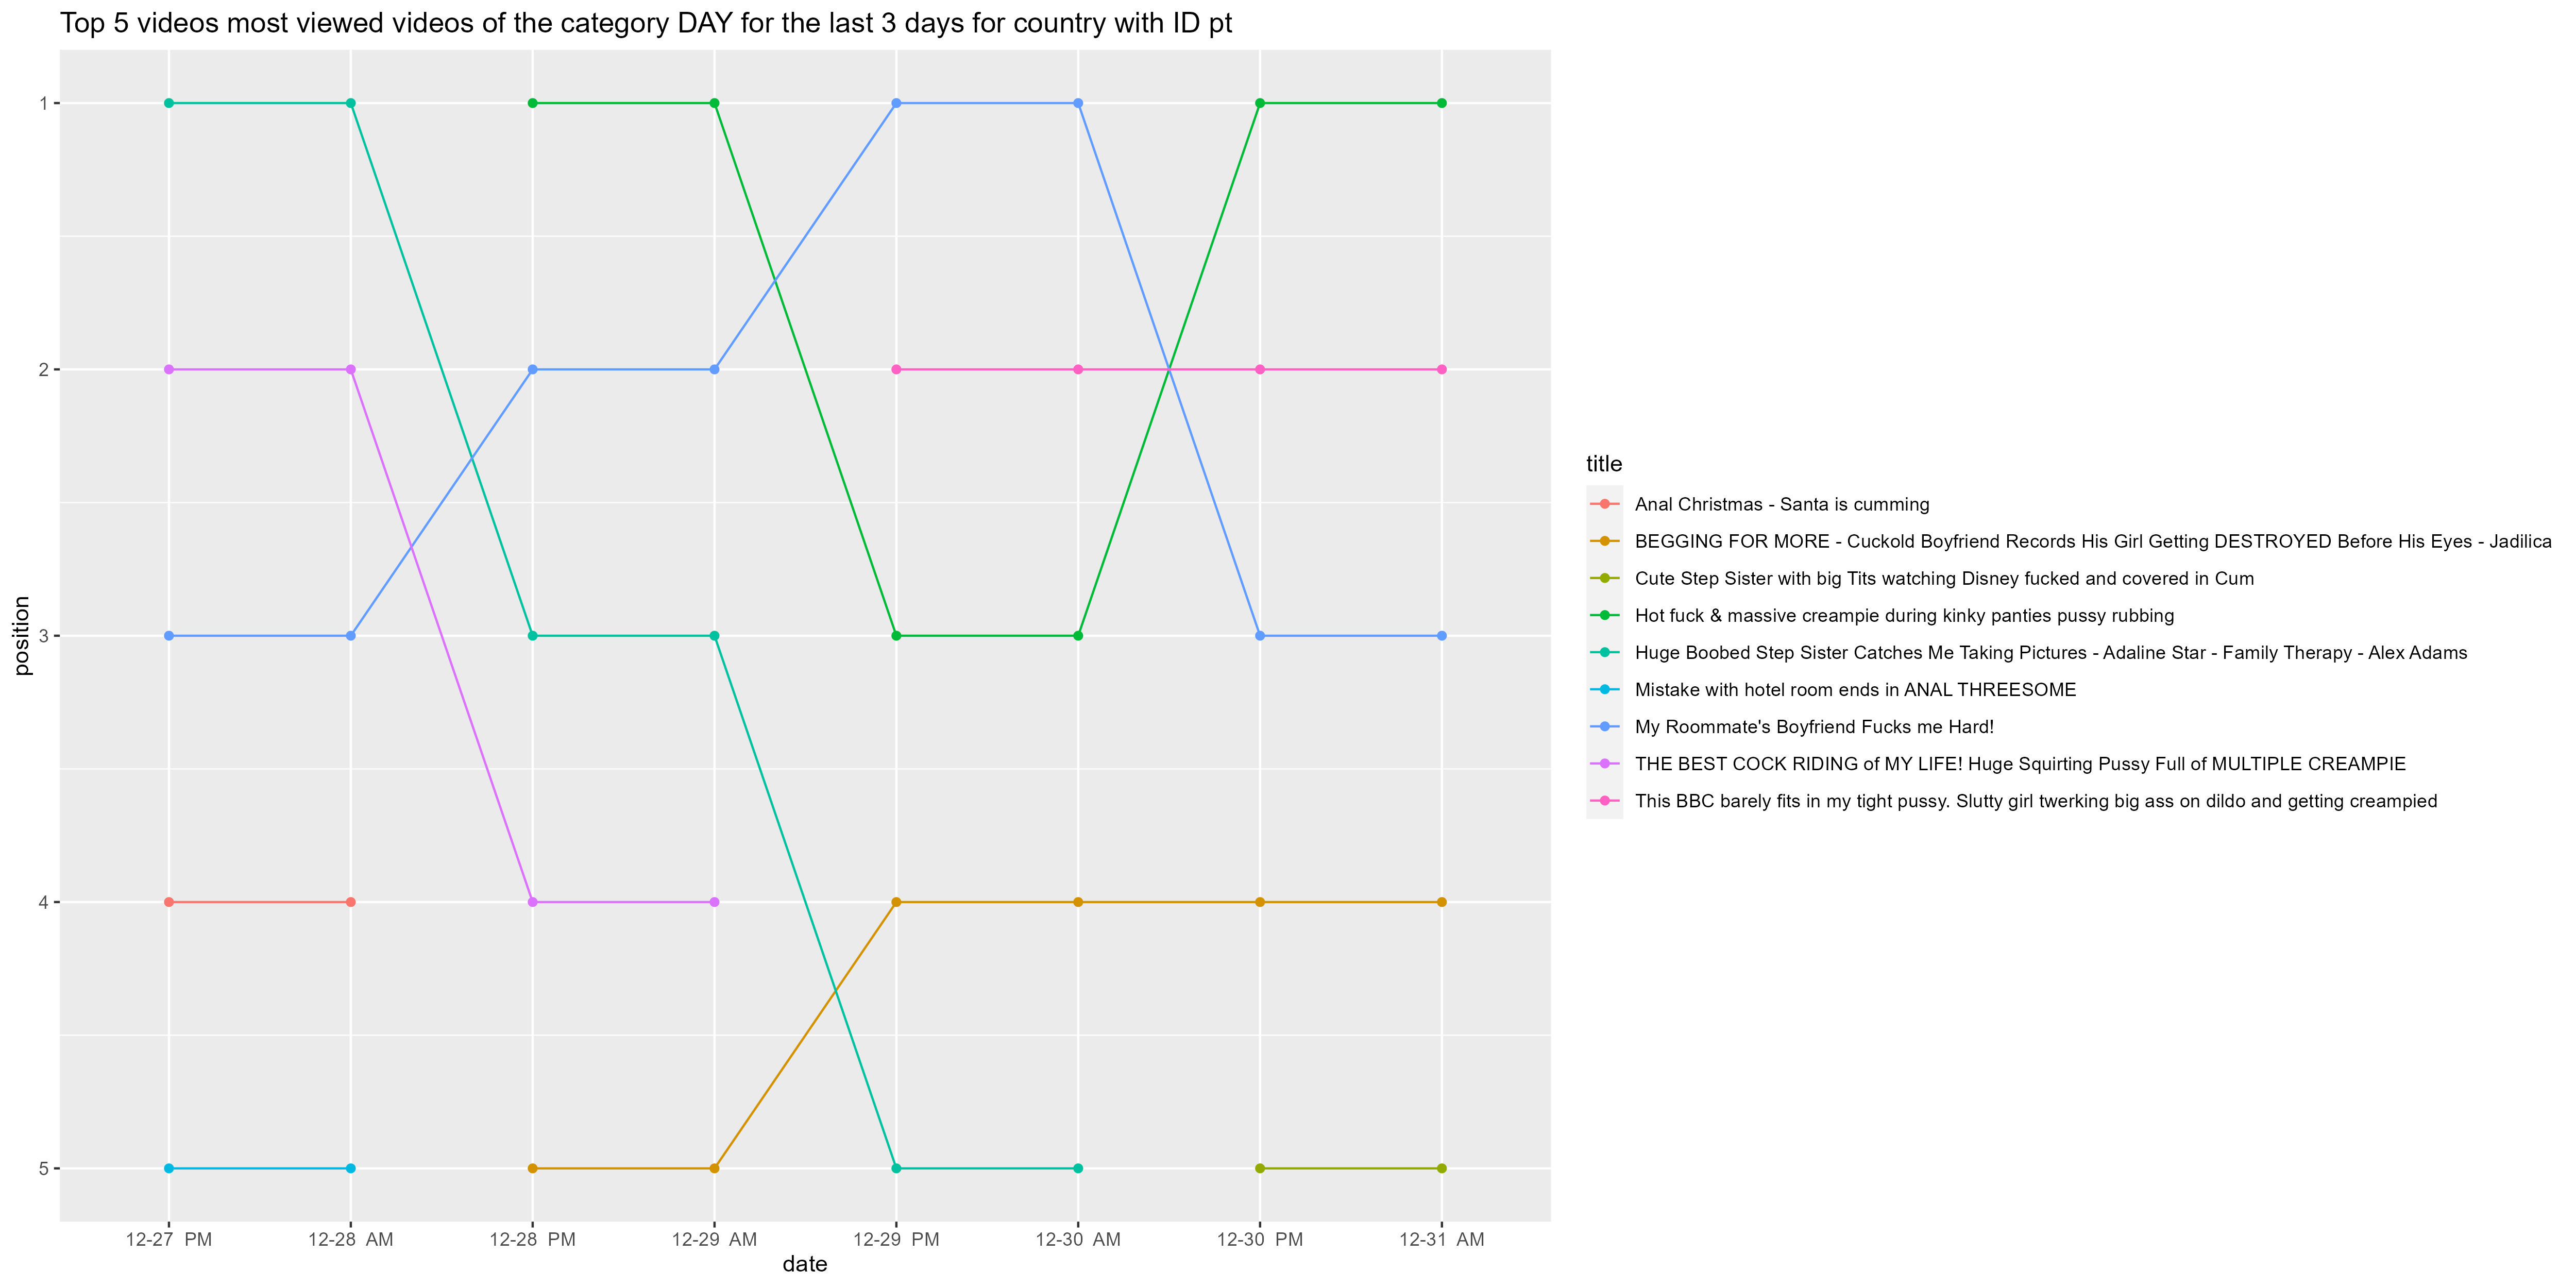 Top 5 videos most viewed videos of the category DAY for the last 3 days for country with ID pt
position
1
2
3
4
5
12-27 PM
12-28 AM
12-28 PM
12-29 AM
12-29 PM
12-30 AM
12-30 PM
12-31 AM
date
title
Anal Christmas - Santa is cumming
BEGGING FOR MORE - Cuckold Boyfriend Records His Girl Getting DESTROYED Before His Eyes - Jadilica
Cute Step Sister with big Tits watching Disney fucked and covered in Cum
Hot fuck & massive creampie during kinky panties pussy rubbing
Huge Boobed Step Sister Catches Me Taking Pictures - Adaline Star - Family Therapy - Alex Adams
Mistake with hotel room ends in ANAL THREESOME
My Roommate's Boyfriend Fucks me Hard!
THE BEST COCK RIDING of MY LIFE! Huge Squirting Pussy Full of MULTIPLE CREAMPIE
This BBC barely fits in my tight pussy. Slutty girl twerking big ass on dildo and getting creampied